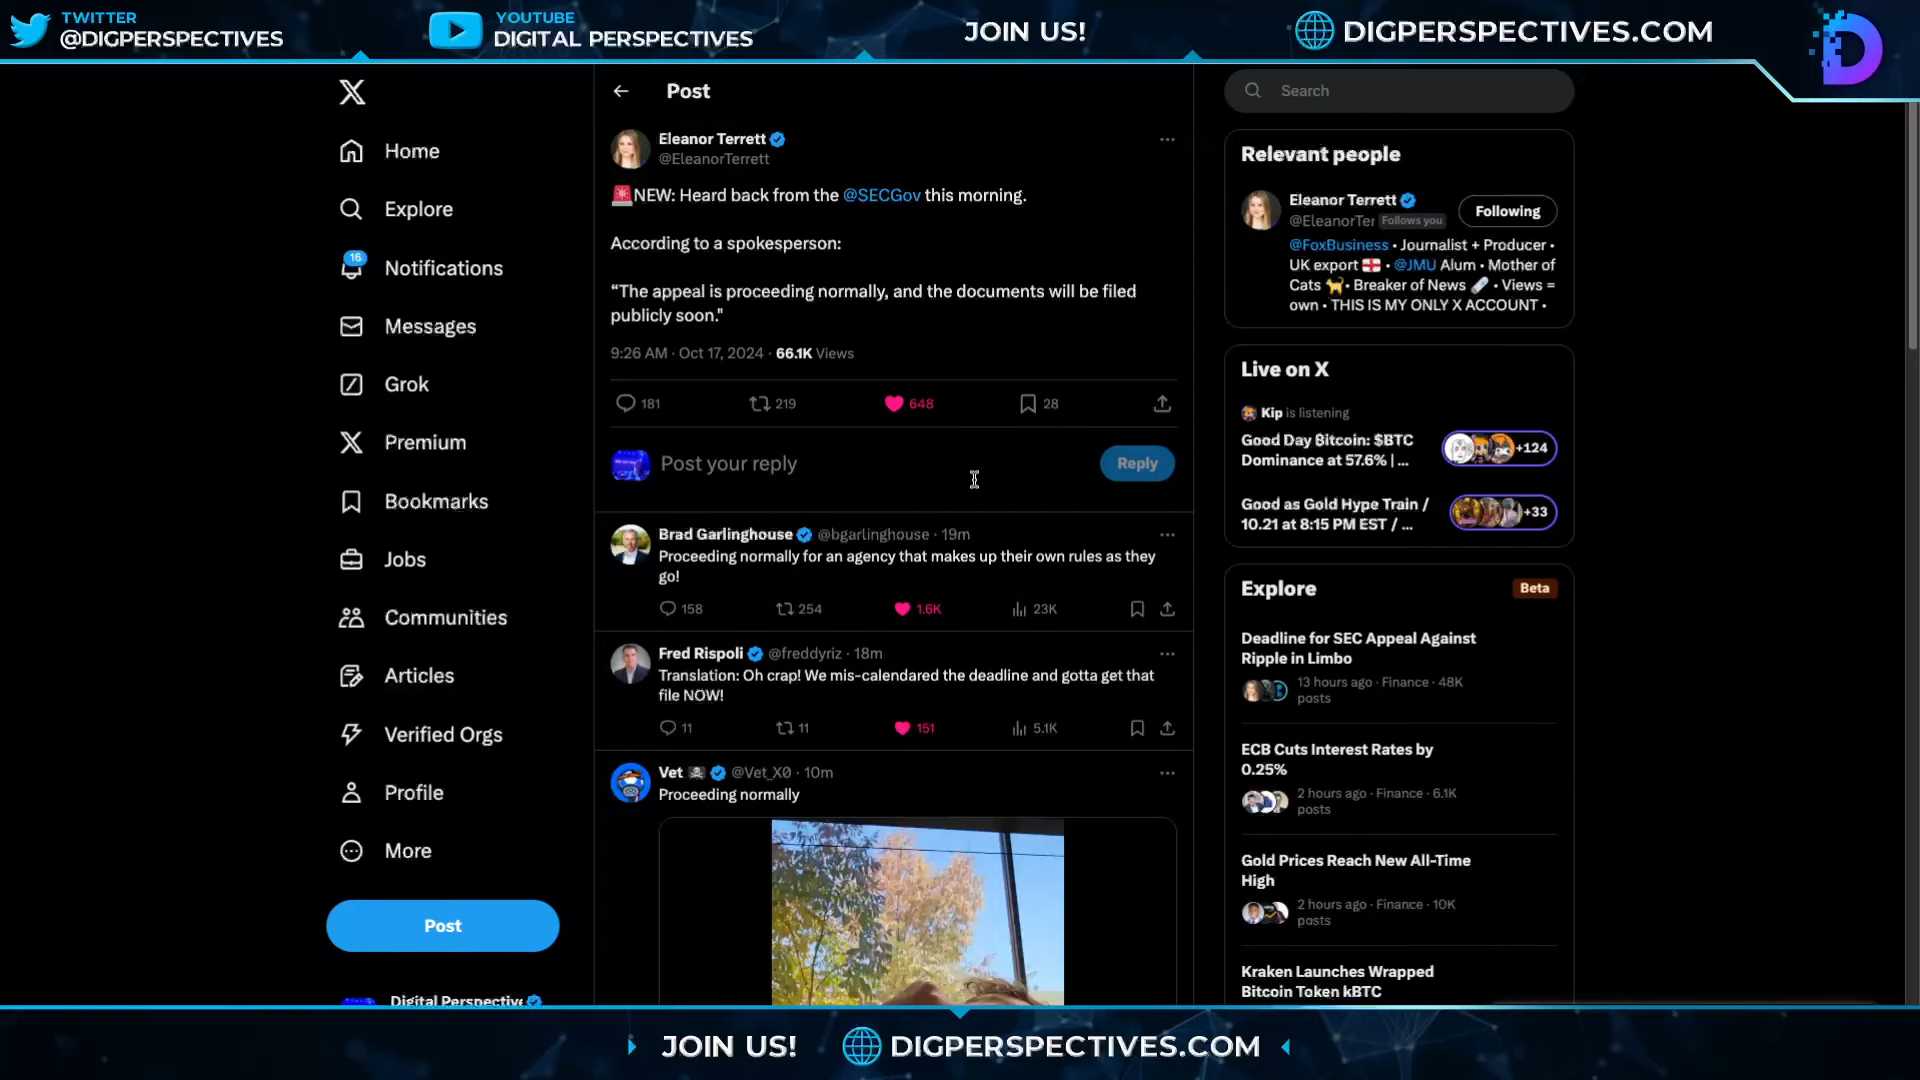 TWITTER
@DIGPERSPECTIVES
YOUTUBE
DIGITAL PERSPECTIVES
JOIN US!
DIGPERSPECTIVES.COM
Home
Explore
16
Notifications
Messages
Grok
Premium
Bookmarks
Jobs
Communities
Articles
Verified Orgs
Profile
More
Post
Digital Perspective
Post
Eleanor Terrett
@EleanorTerrett
🚨NEW: Heard back from the @SECGov this morning.
According to a spokesperson:
“The appeal is proceeding normally, and the documents will be filed
publicly soon."
9:26 AM · Oct 17, 2024 · 66.1K Views
181 219 648 28
Post your reply
Reply
Brad Garlinghouse @bgarlinghouse · 19m
Proceeding normally for an agency that makes up their own rules as they
go!
158 254 1.6K 23K
Fred Rispoli @freddyriz · 18m
Translation: Oh crap! We mis-calendared the deadline and gotta get that
file NOW!
11 11 151 5.1K
Vet ☠ @Vet_X0 · 10m
Proceeding normally
Search
Relevant people
Eleanor Terrett
@EleanorTer Follows you
Following
@FoxBusiness • Journalist + Producer •
UK export 🏴󠁧󠁢󠁥󠁮󠁧󠁿 • @JMU Alum • Mother of
Cats 🐈 • Breaker of News 🗞 • Views =
own • THIS IS MY ONLY X ACCOUNT •
Live on X
Kip is listening
Good Day Bitcoin: $BTC
Dominance at 57.6% | ...
+124
Good as Gold Hype Train /
10.21 at 8:15 PM EST / ...
+33
Explore
Beta
Deadline for SEC Appeal Against
Ripple in Limbo
13 hours ago · Finance · 48K
posts
ECB Cuts Interest Rates by
0.25%
2 hours ago · Finance · 6.1K
posts
Gold Prices Reach New All-Time
High
2 hours ago · Finance · 10K
posts
Kraken Launches Wrapped
Bitcoin Token kBTC
JOIN US!
DIGPERSPECTIVES.COM